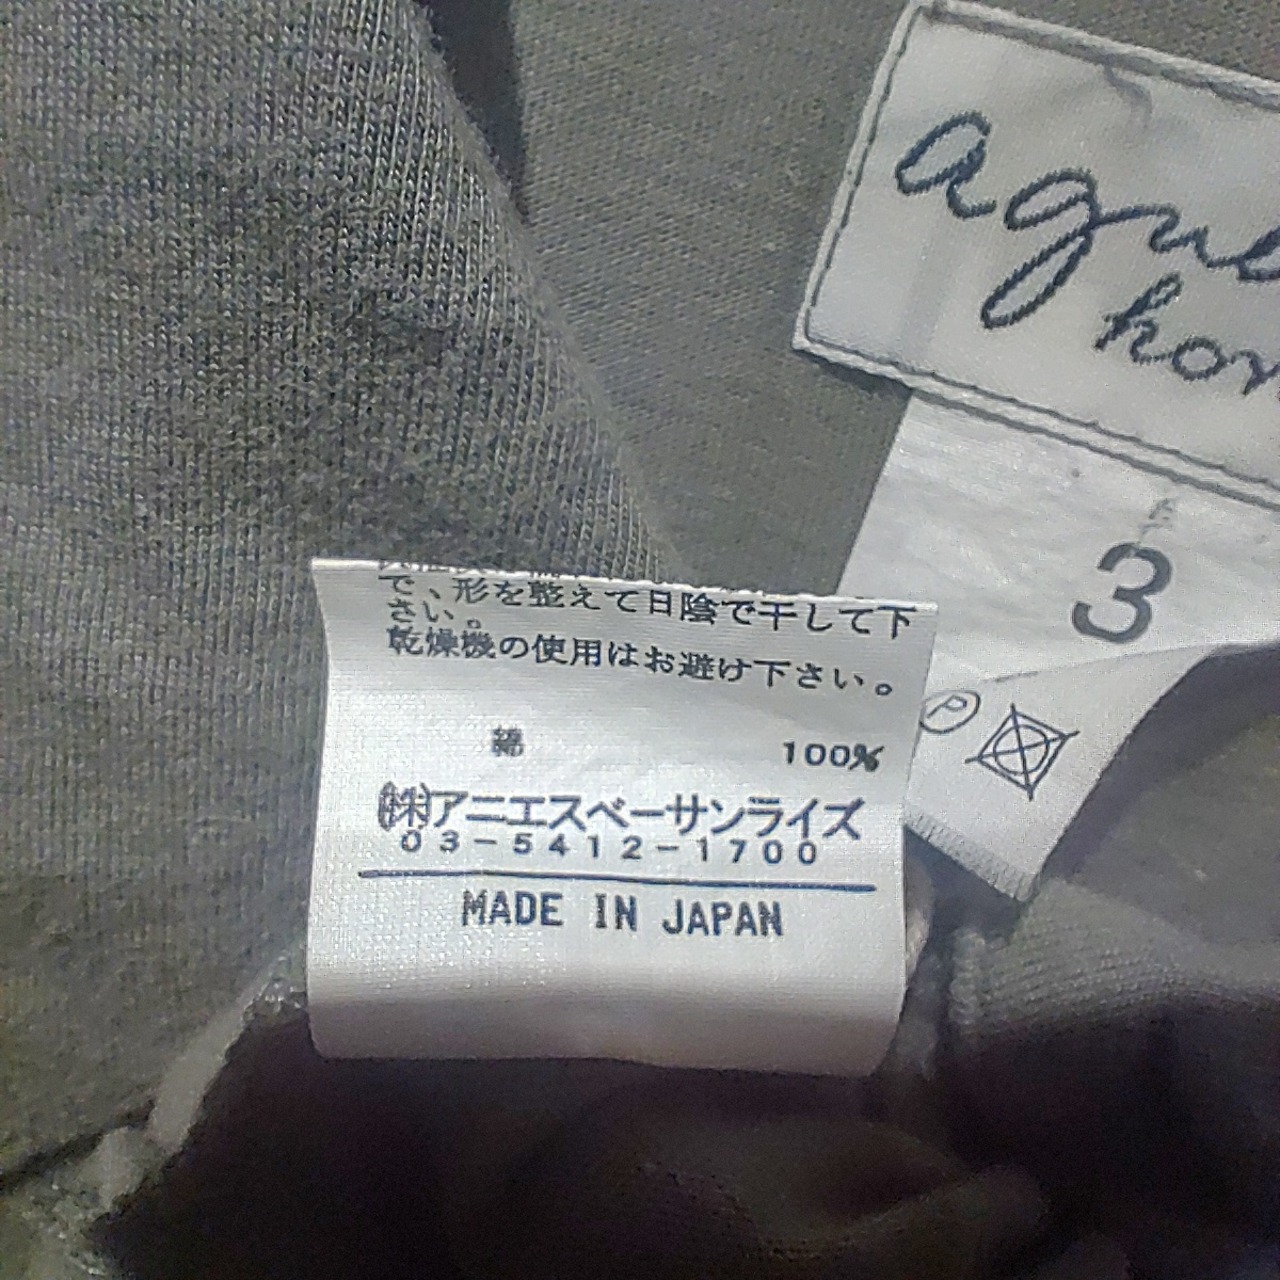 3
P
で、形を整えて日陰で干して下
さい。
乾燥機の使用はお避け下さい。
綿 100%
㈱アニエスベーサンライズ
03-5412-1700
MADE IN JAPAN